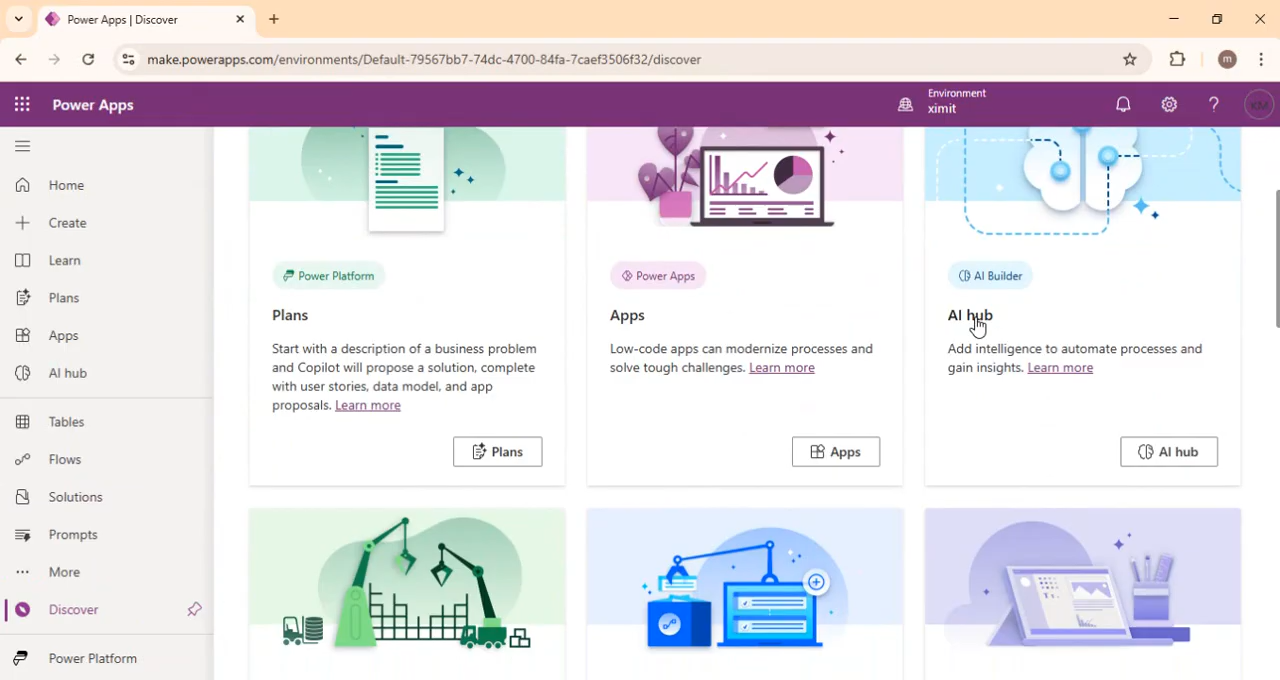 Power Apps | Discover
make.powerapps.com/environments/Default-79567bb7-74dc-4700-84fa-7caef3506f32/discover
m
Power Apps
Environment
ximit
KM
Home
Create
Learn
Plans
Apps
AI hub
Tables
Flows
Solutions
Prompts
More
Discover
Power Platform
Power Platform
Plans
Start with a description of a business problem
and Copilot will propose a solution, complete
with user stories, data model, and app
proposals. Learn more
Plans
Power Apps
Apps
Low-code apps can modernize processes and
solve tough challenges. Learn more
Apps
AI Builder
AI hub
Add intelligence to automate processes and
gain insights. Learn more
AI hub